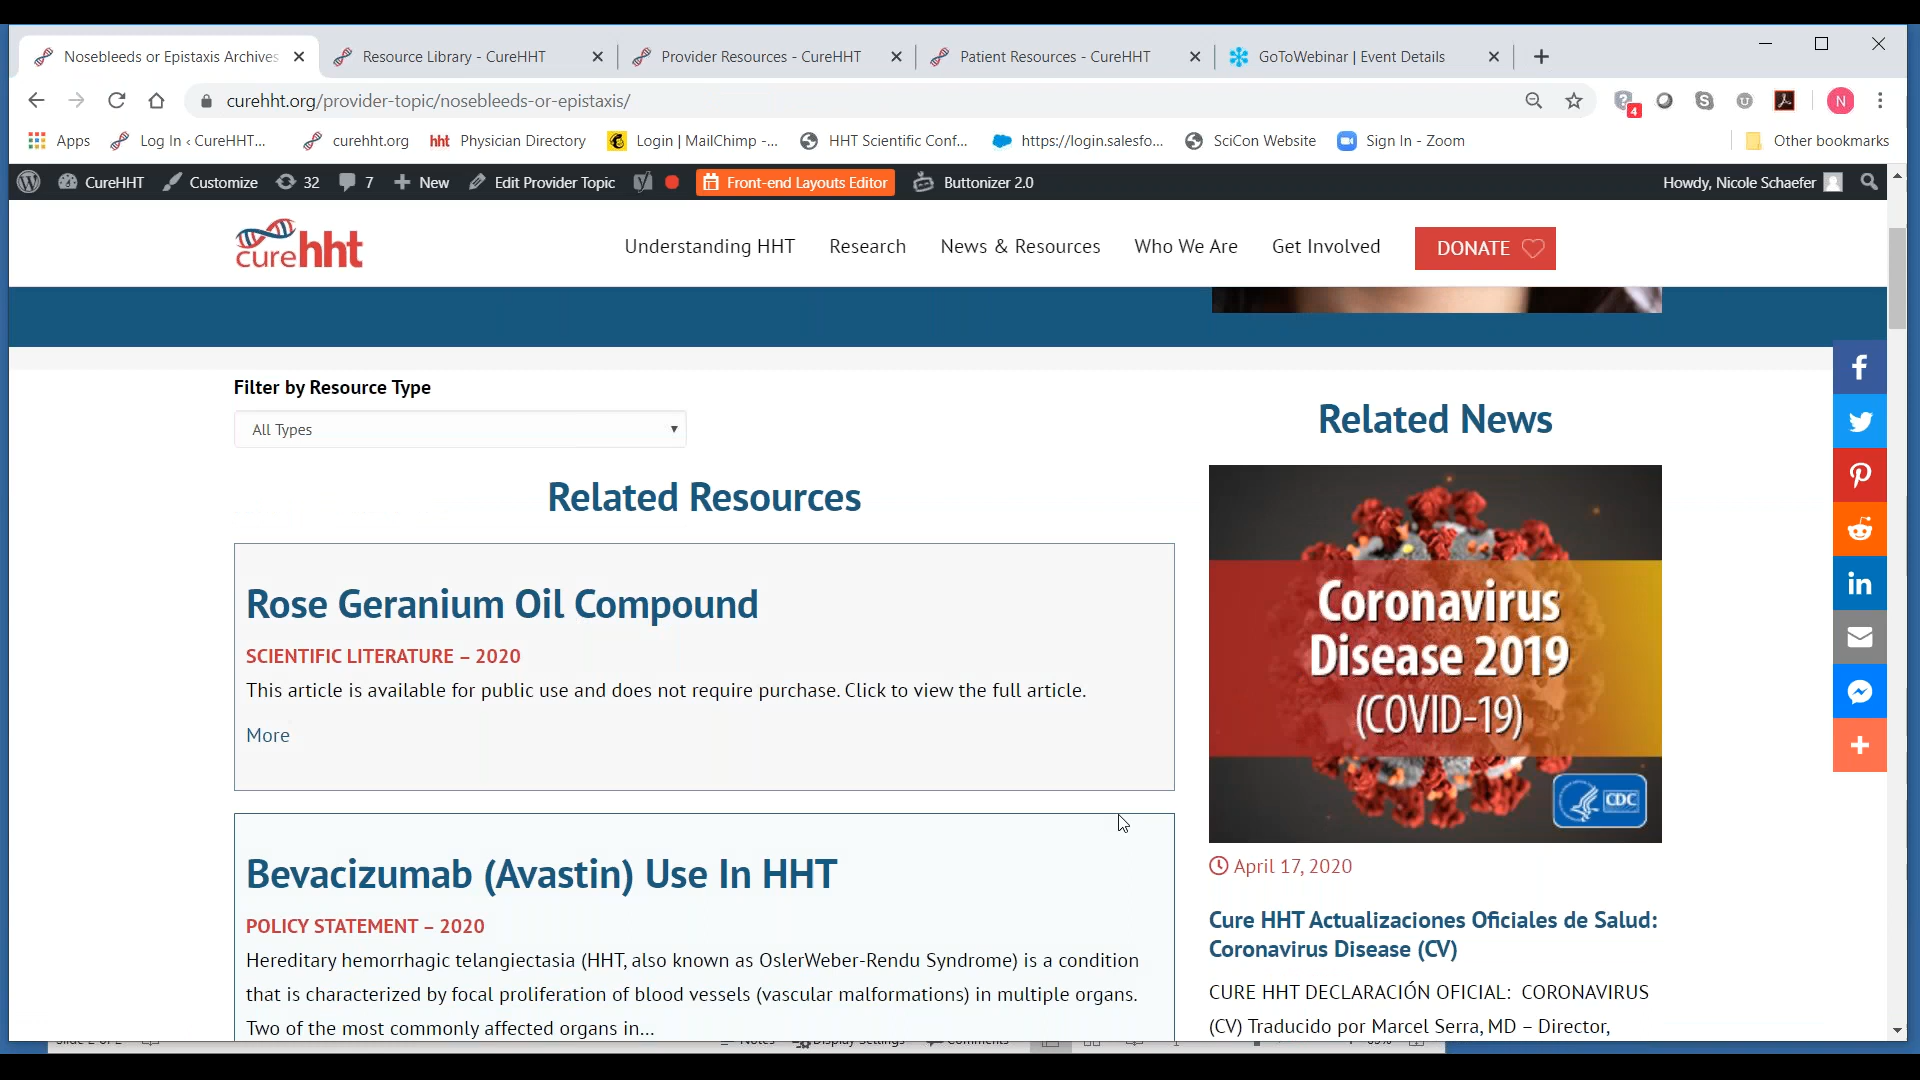 Nosebleeds or Epistaxis Archives
Resource Library - CureHHT
Provider Resources - CureHHT
Patient Resources - CureHHT
GoToWebinar | Event Details
curehht.org/provider-topic/nosebleeds-or-epistaxis/
4
N
Apps
Log In ‹ CureHHT...
curehht.org
hht Physician Directory
Login | MailChimp -...
HHT Scientific Conf...
https://login.salesfo...
SciCon Website
Sign In - Zoom
Other bookmarks
CureHHT
Customize
32
7
New
Edit Provider Topic
Front-end Layouts Editor
Buttonizer 2.0
Howdy, Nicole Schaefer
curehht
Understanding HHT
Research
News & Resources
Who We Are
Get Involved
DONATE
Filter by Resource Type
All Types
Related Resources
Rose Geranium Oil Compound
SCIENTIFIC LITERATURE – 2020
This article is available for public use and does not require purchase. Click to view the full article.
More
Bevacizumab (Avastin) Use In HHT
POLICY STATEMENT – 2020
Hereditary hemorrhagic telangiectasia (HHT, also known as OslerWeber-Rendu Syndrome) is a condition
that is characterized by focal proliferation of blood vessels (vascular malformations) in multiple organs.
Two of the most commonly affected organs in...
Related News
Coronavirus
Disease 2019
(COVID-19)
CDC
April 17, 2020
Cure HHT Actualizaciones Oficiales de Salud:
Coronavirus Disease (CV)
CURE HHT DECLARACIÓN OFICIAL: CORONAVIRUS
(CV) Traducido por Marcel Serra, MD – Director,